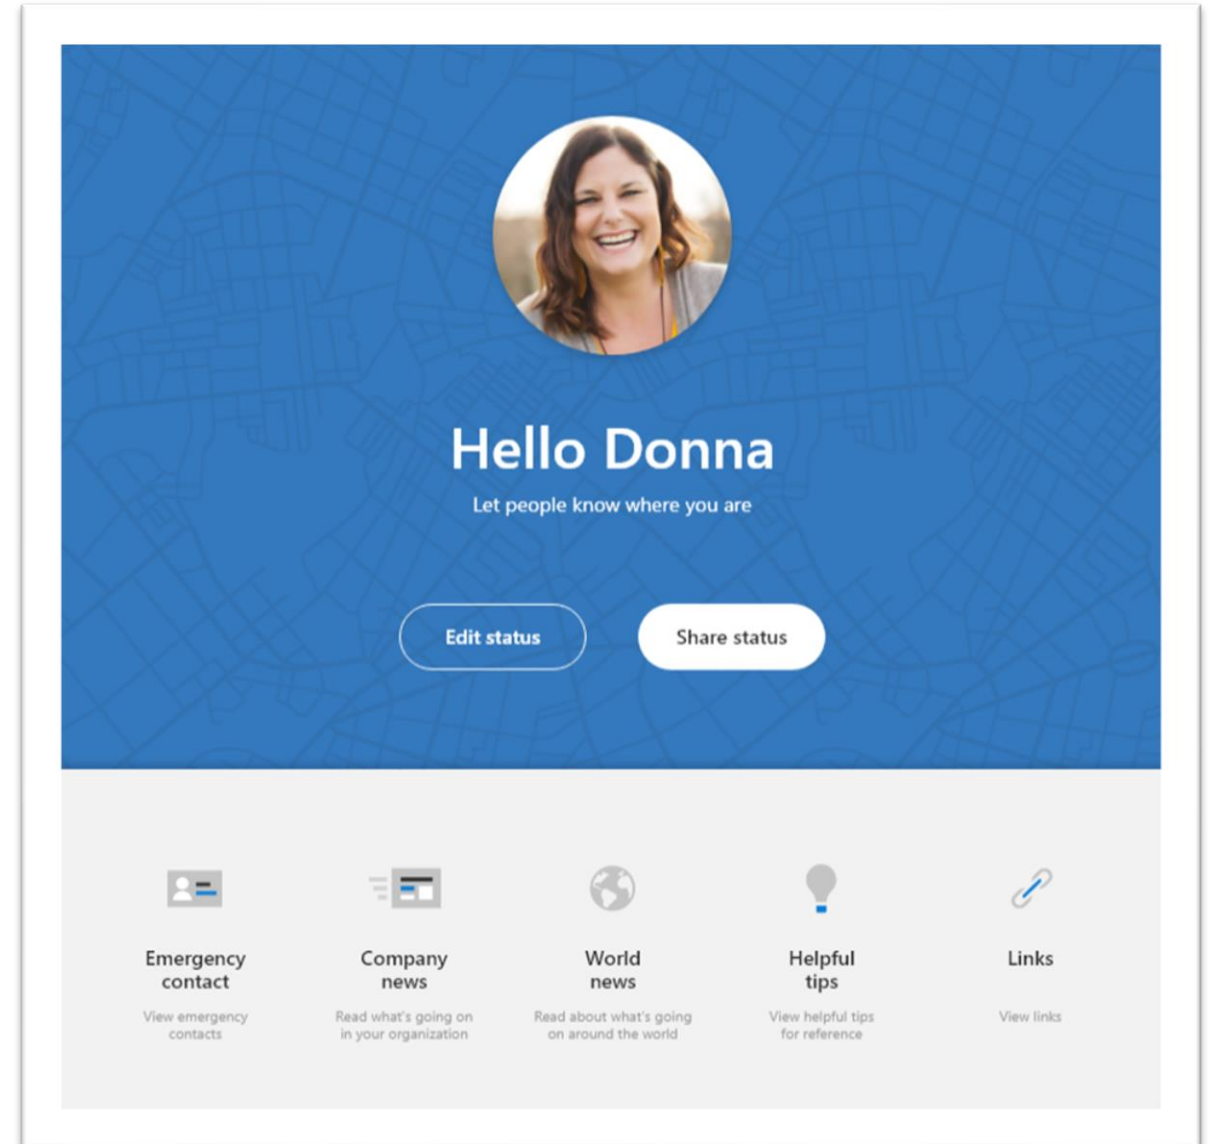 Hello Donna
Let people know where you are
Edit status
Share status
Emergency
contact
View emergency
contacts
Company
news
Read what's going on
in your organization
World
news
Read about what's going
on around the world
Helpful
tips
View helpful tips
for reference
Links
View links